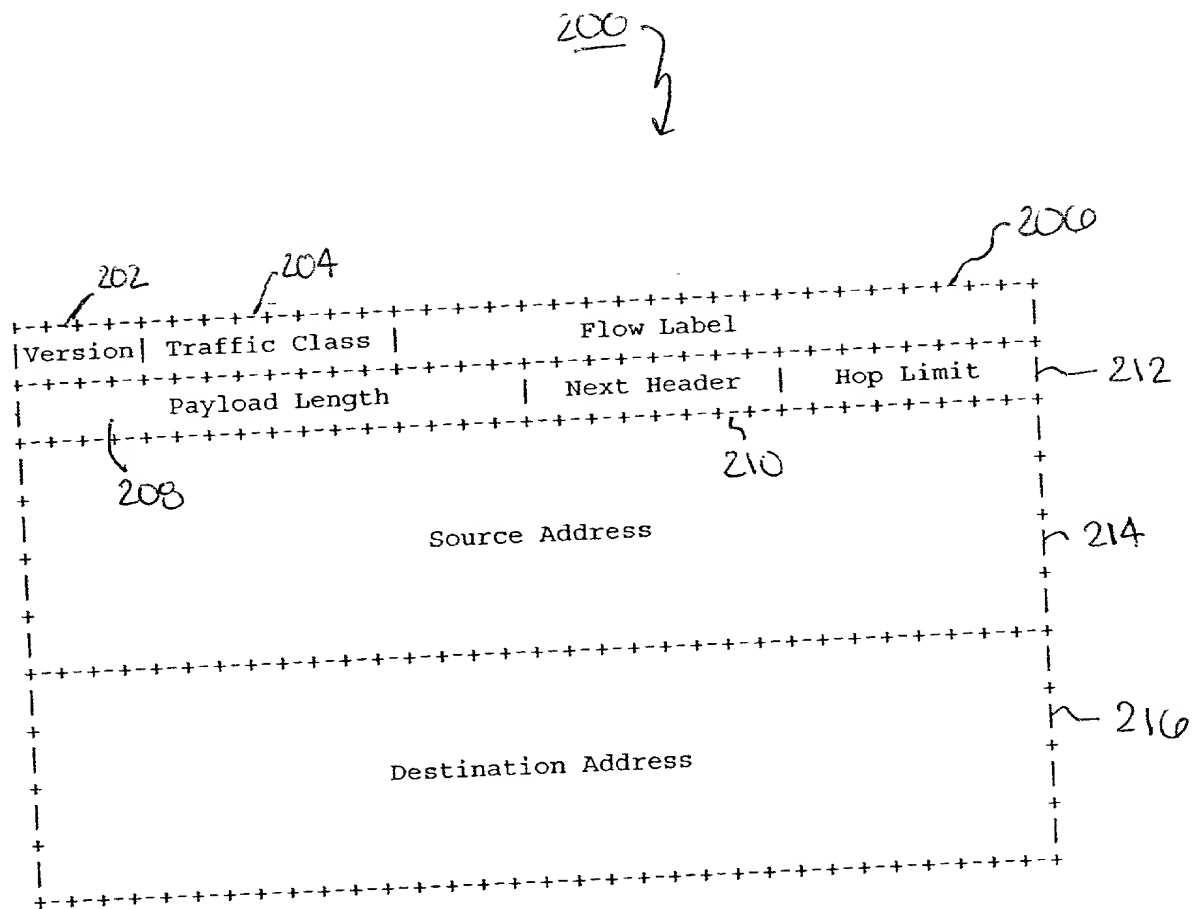 200
206
202 204
+-+-+-+-+-+-+-+-+-+-+-+-+-+-+-+-+-+-+-+-+-+-+-+-+-+-+-+-+-+-+-+-+-+
|Version| Traffic Class | Flow Label |
+-+-+-+-+-+-+-+-+-+-+-+-+-+-+-+-+-+-+-+-+-+-+-+-+-+-+-+-+-+-+-+-+-+
| Payload Length | Next Header | Hop Limit | 212
+-+-+-+-+-+-+-+-+-+-+-+-+-+-+-+-+-+-+-+-+-+-+-+-+-+-+-+-+-+-+-+-+-+
208 210
Source Address
214
+-+-+-+-+-+-+-+-+-+-+-+-+-+-+-+-+-+-+-+-+-+-+-+-+-+-+-+-+-+-+-+-+-+
216
Destination Address
+-+-+-+-+-+-+-+-+-+-+-+-+-+-+-+-+-+-+-+-+-+-+-+-+-+-+-+-+-+-+-+-+-+